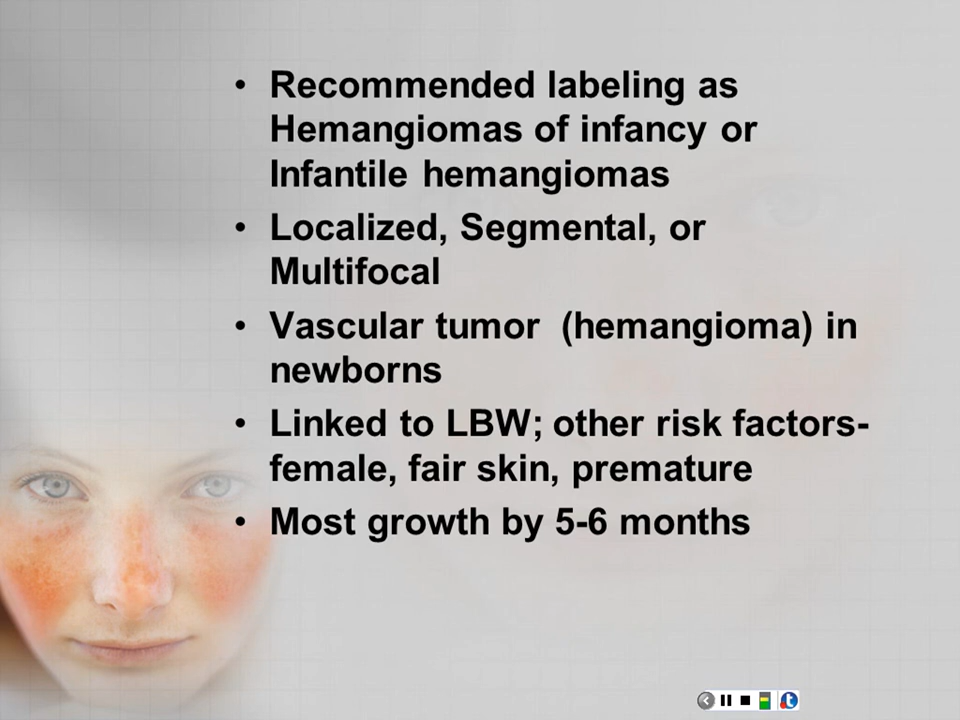 • Recommended labeling as
Hemangiomas of infancy or
Infantile hemangiomas
• Localized, Segmental, or
Multifocal
• Vascular tumor (hemangioma) in
newborns
• Linked to LBW; other risk factors-
female, fair skin, premature
• Most growth by 5-6 months
t